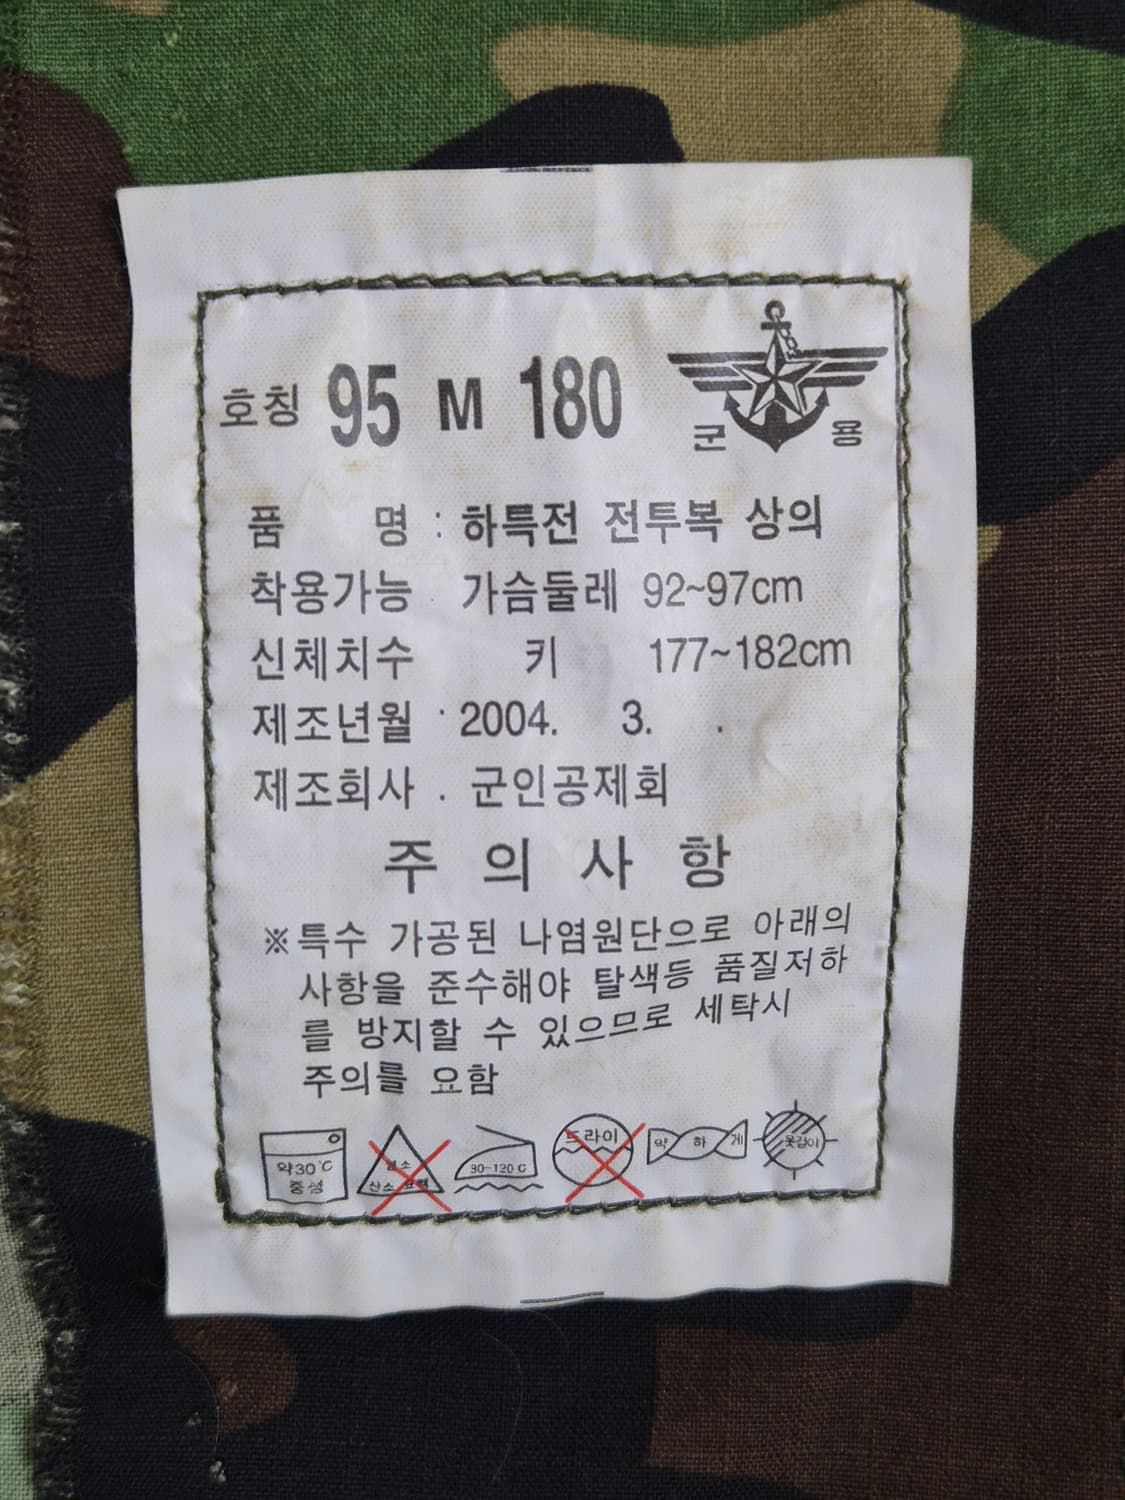 호칭 95 M 180
군 용
품 명 : 하특전 전투복 상의
착용가능 가슴둘레 92~97cm
신체치수 키 177~182cm
제조년월 : 2004. 3. .
제조회사 : 군인공제회
주 의 사 항
※특수 가공된 나염원단으로 아래의
사항을 준수해야 탈색등 품질저하
를 방지할 수 있으므로 세탁시
주의를 요함
약30℃
중성
산소
90~120 C
드라이
약 하 게
옷걸이